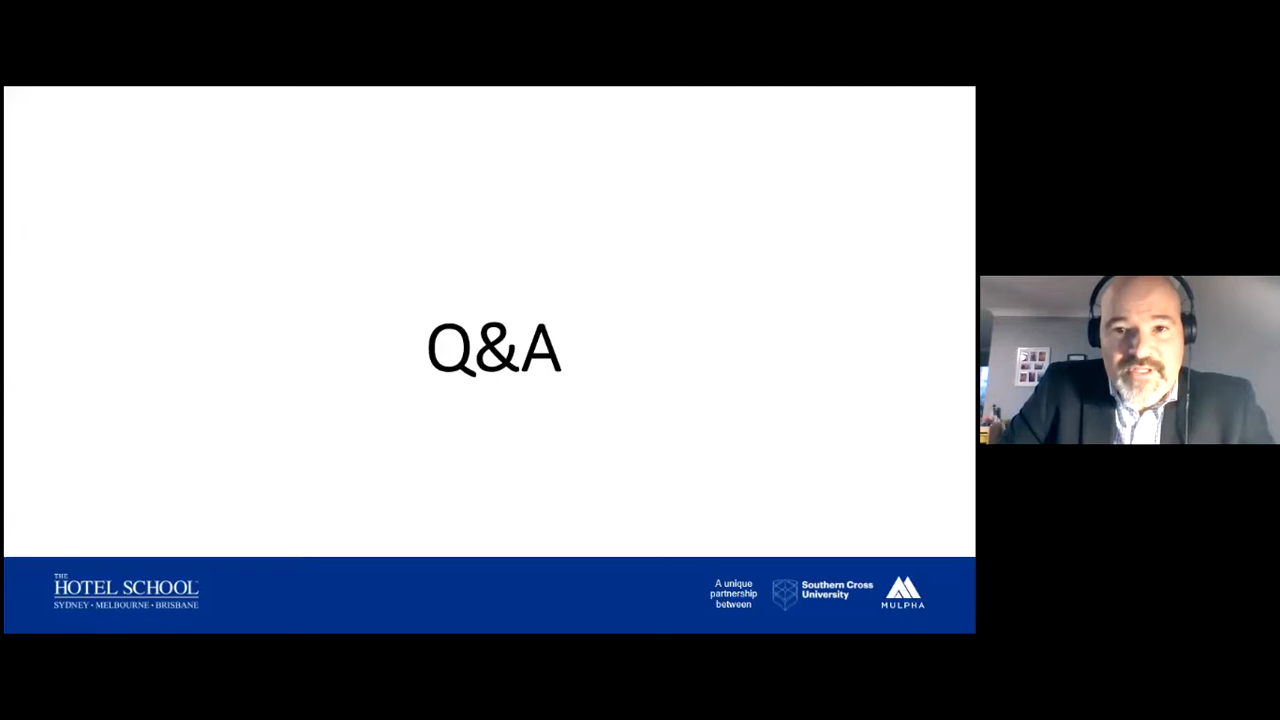 Q&A
THE
HOTEL SCHOOL
SYDNEY • MELBOURNE • BRISBANE
A unique
partnership
between
Southern Cross
University
MULPHA